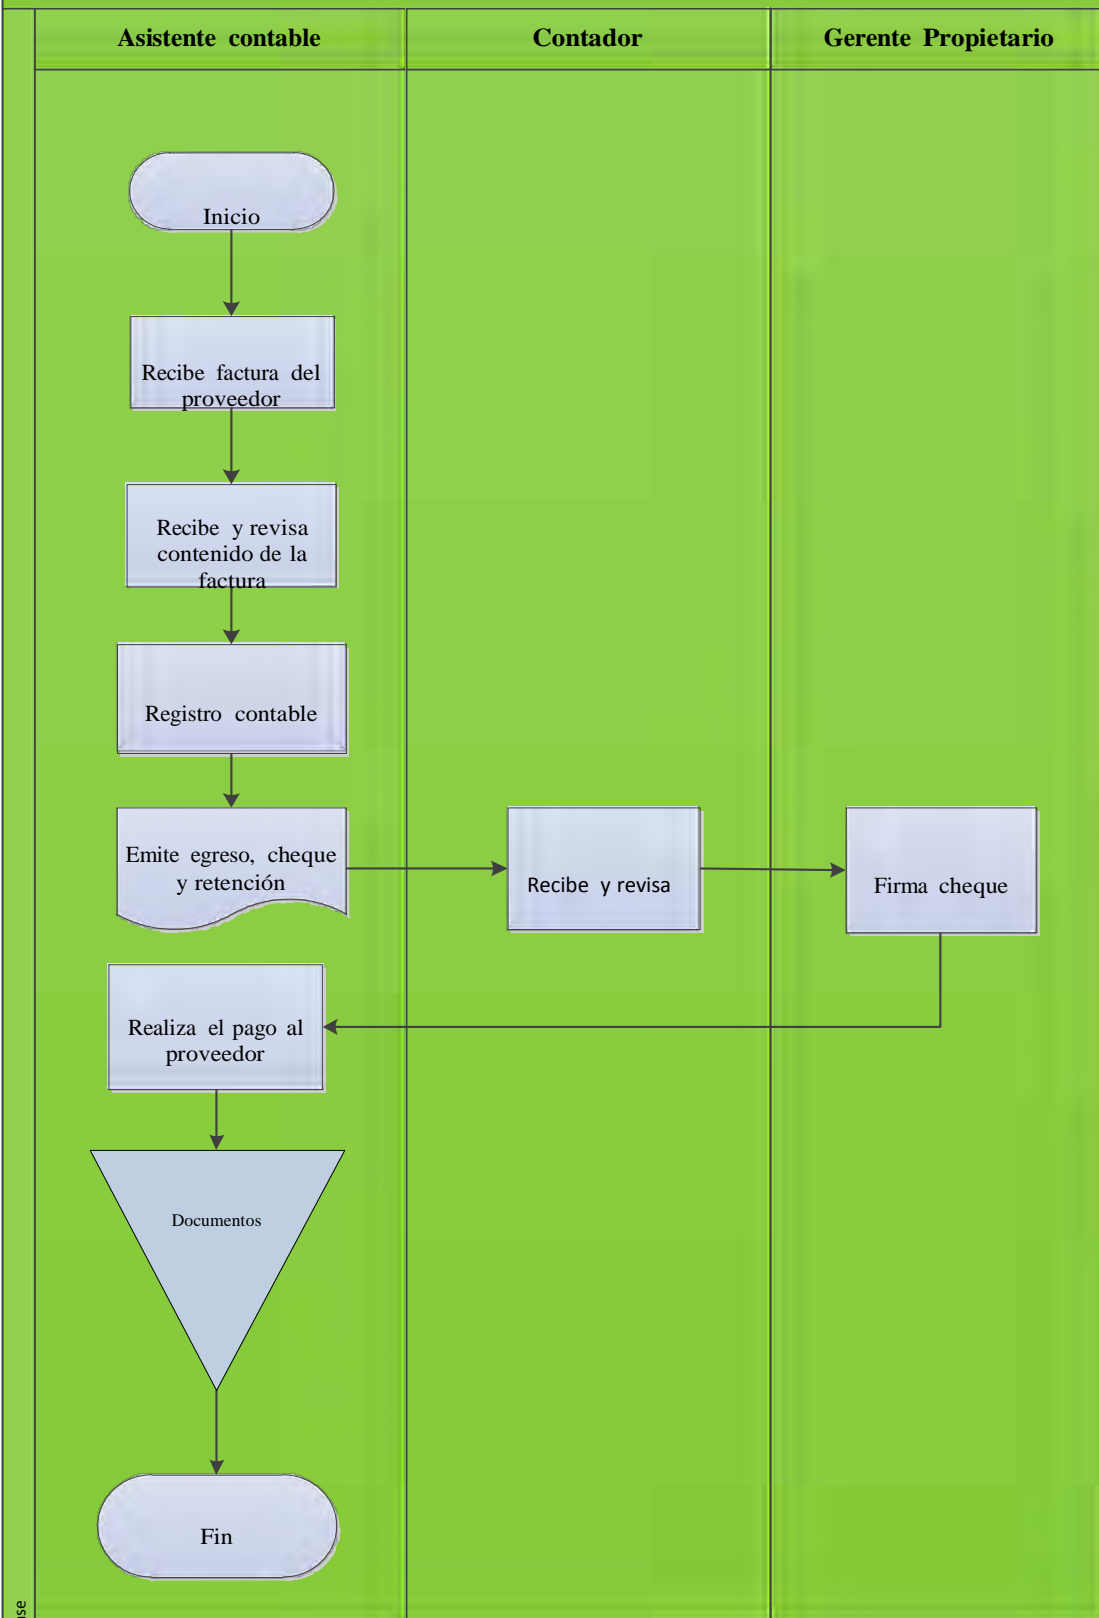 Asistente contable
Contador
Gerente Propietario
Inicio
Recibe factura del
proveedor
Recibe y revisa
contenido de la
factura
Registro contable
Emite egreso, cheque
y retención
Recibe y revisa
Firma cheque
Realiza el pago al
proveedor
Documentos
Fin